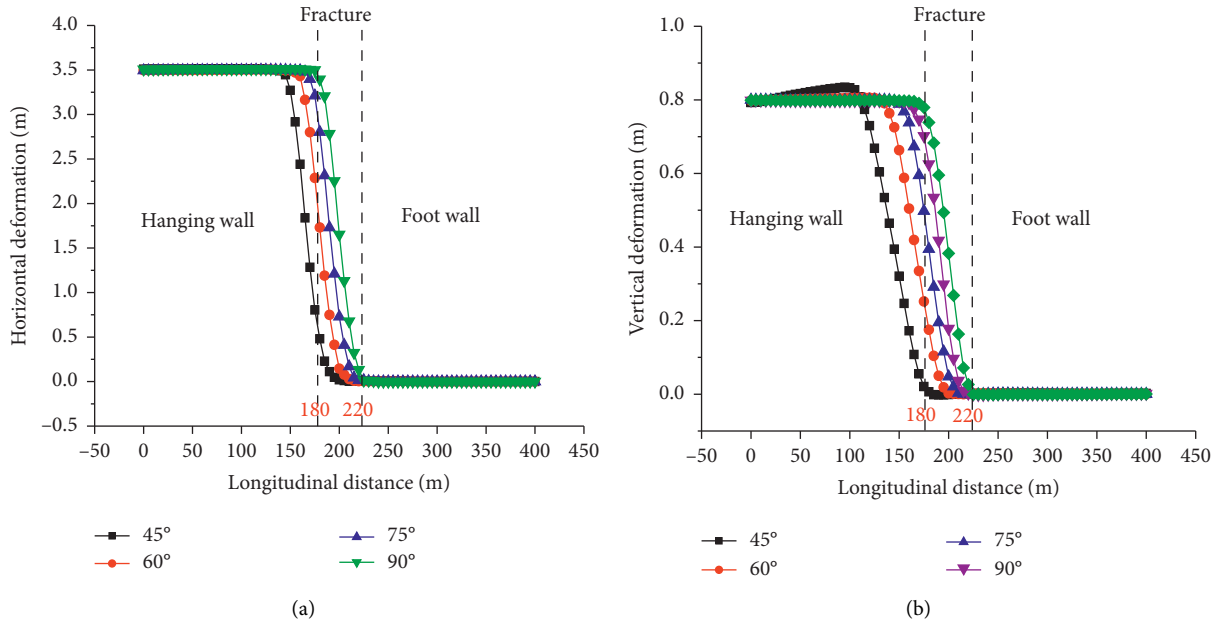 Fracture
4.0
3.5
3.0
2.5
2.0
1.5
1.0
0.5
0.0
−0.5
Horizontal deformation (m)
Hanging wall
Foot wall
180
220
−50 0 50 100 150 200 250 300 350 400 450
Longitudinal distance (m)
45°
75°
60°
90°
(a)
Fracture
1.0
0.8
0.6
0.4
0.2
0.0
Vertical deformation (m)
Hanging wall
Foot wall
180
220
−50 0 50 100 150 200 250 300 350 400 450
Longitudinal distance (m)
45°
75°
60°
90°
(b)